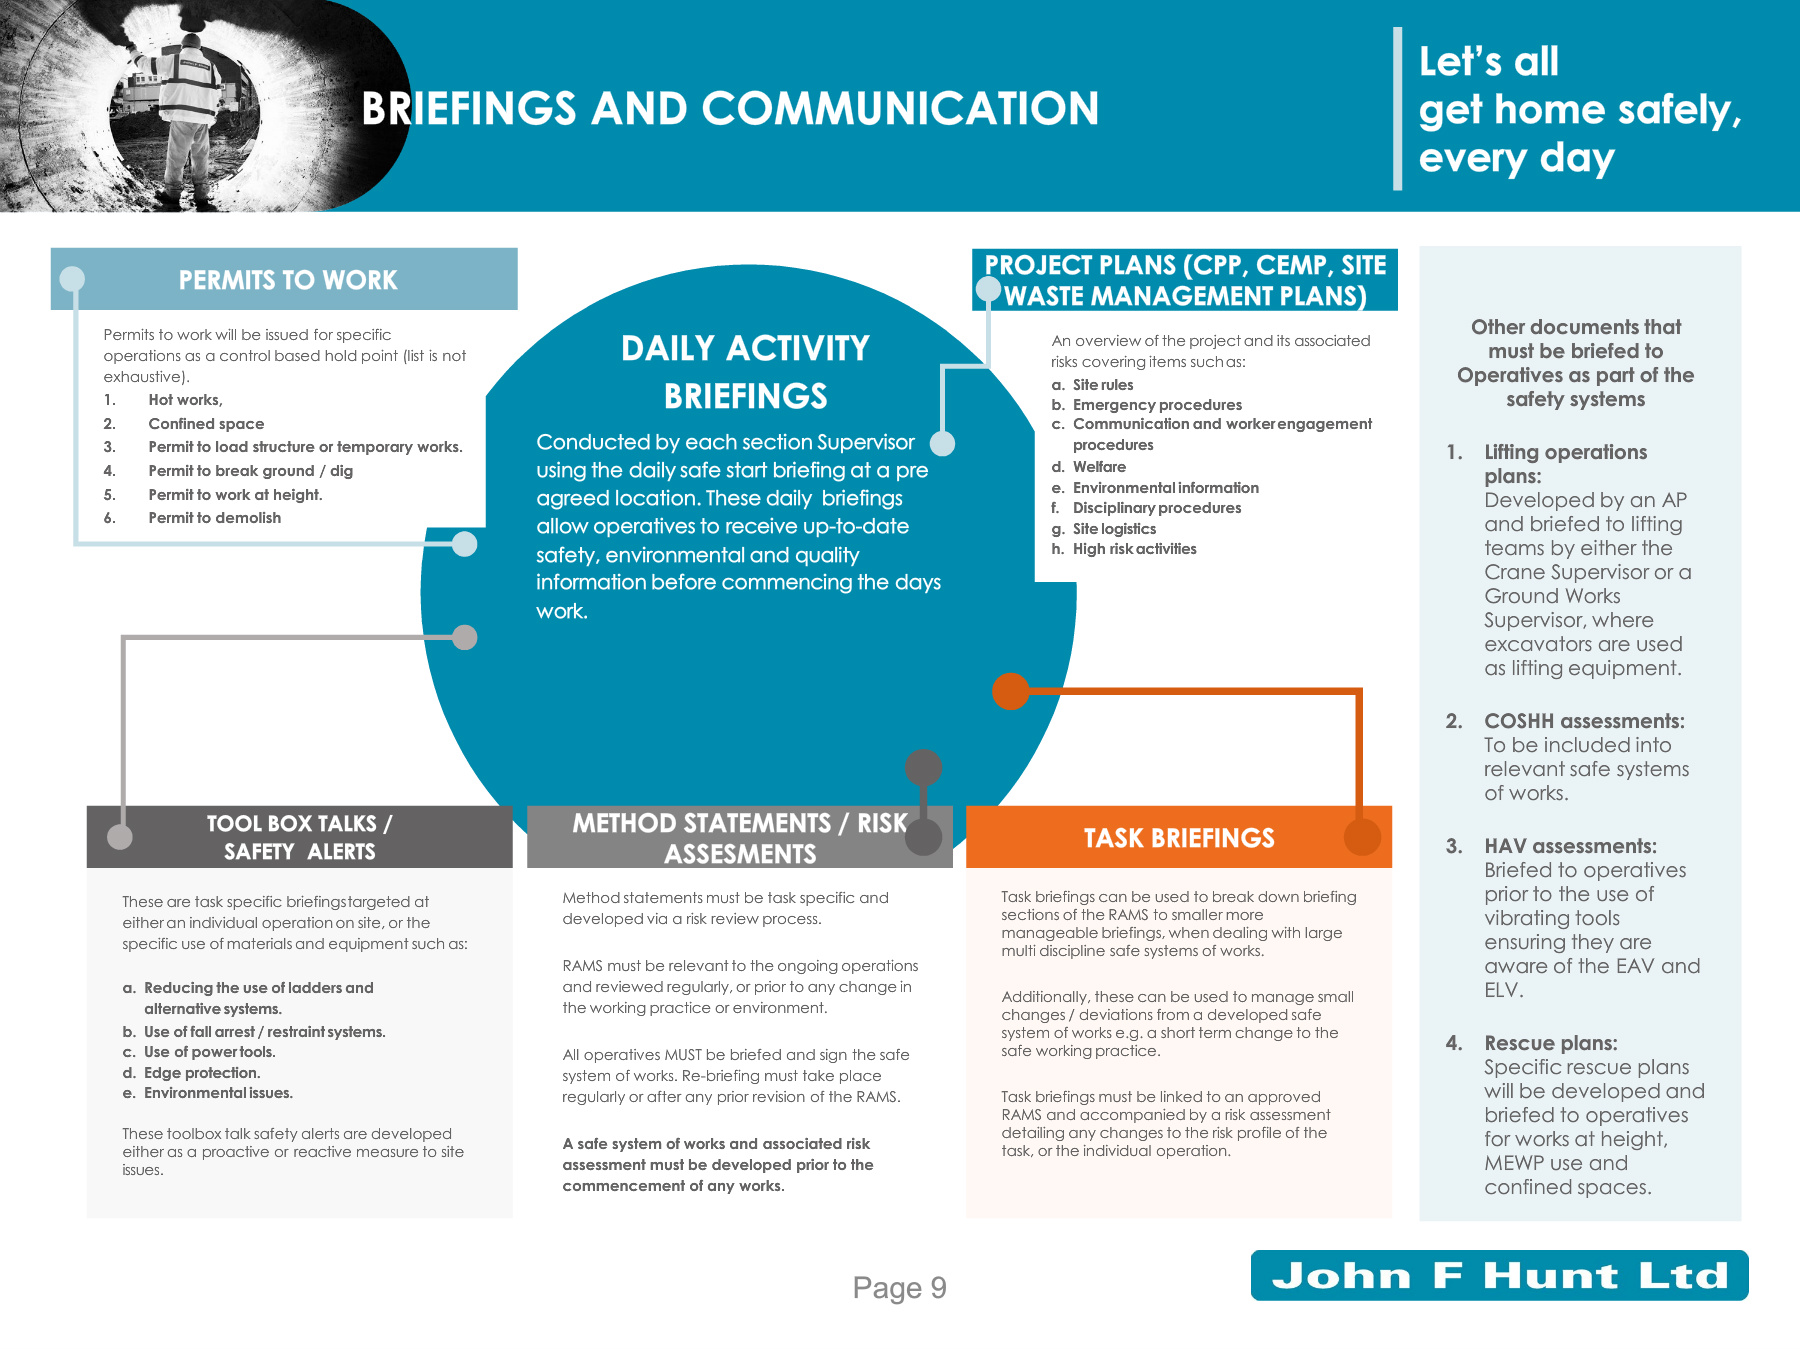 BRIEFINGS AND COMMUNICATION
Let's all
get home safely,
every day
PERMITS TO WORK
Permits to work will be issued for specific
operations as a control based hold point (list is not
exhaustive).
1. Hot works,
2. Confined space
3. Permit to load structure or temporary works.
4. Permit to break ground / dig
5. Permit to work at height.
6. Permit to demolish
DAILY ACTIVITY
BRIEFINGS
Conducted by each section Supervisor
using the daily safe start briefing at a pre
agreed location. These daily briefings
allow operatives to receive up-to-date
safety, environmental and quality
information before commencing the days
work.
PROJECT PLANS (CPP, CEMP, SITE
WASTE MANAGEMENT PLANS)
An overview of the project and its associated
risks covering items such as:
a. Site rules
b. Emergency procedures
c. Communication and worker engagement
procedures
d. Welfare
e. Environmental information
f. Disciplinary procedures
g. Site logistics
h. High risk activities
TOOL BOX TALKS /
SAFETY ALERTS
These are task specific briefings targeted at
either an individual operation on site, or the
specific use of materials and equipment such as:
a. Reducing the use of ladders and
alternative systems.
b. Use of fall arrest / restraint systems.
c. Use of power tools.
d. Edge protection.
e. Environmental issues.
These toolbox talk safety alerts are developed
either as a proactive or reactive measure to site
issues.
METHOD STATEMENTS / RISK
ASSESMENTS
Method statements must be task specific and
developed via a risk review process.
RAMS must be relevant to the ongoing operations
and reviewed regularly, or prior to any change in
the working practice or environment.
All operatives MUST be briefed and sign the safe
system of works. Re-briefing must take place
regularly or after any prior revision of the RAMS.
A safe system of works and associated risk
assessment must be developed prior to the
commencement of any works.
TASK BRIEFINGS
Task briefings can be used to break down briefing
sections of the RAMS to smaller more
manageable briefings, when dealing with large
multi discipline safe systems of works.
Additionally, these can be used to manage small
changes / deviations from a developed safe
system of works e.g. a short term change to the
safe working practice.
Task briefings must be linked to an approved
RAMS and accompanied by a risk assessment
detailing any changes to the risk profile of the
task, or the individual operation.
Other documents that
must be briefed to
Operatives as part of the
safety systems
1. Lifting operations
plans:
Developed by an AP
and briefed to lifting
teams by either the
Crane Supervisor or a
Ground Works
Supervisor, where
excavators are used
as lifting equipment.
2. COSHH assessments:
To be included into
relevant safe systems
of works.
3. HAV assessments:
Briefed to operatives
prior to the use of
vibrating tools
ensuring they are
aware of the EAV and
ELV.
4. Rescue plans:
Specific rescue plans
will be developed and
briefed to operatives
for works at height,
MEWP use and
confined spaces.
Page 9
John F Hunt Ltd